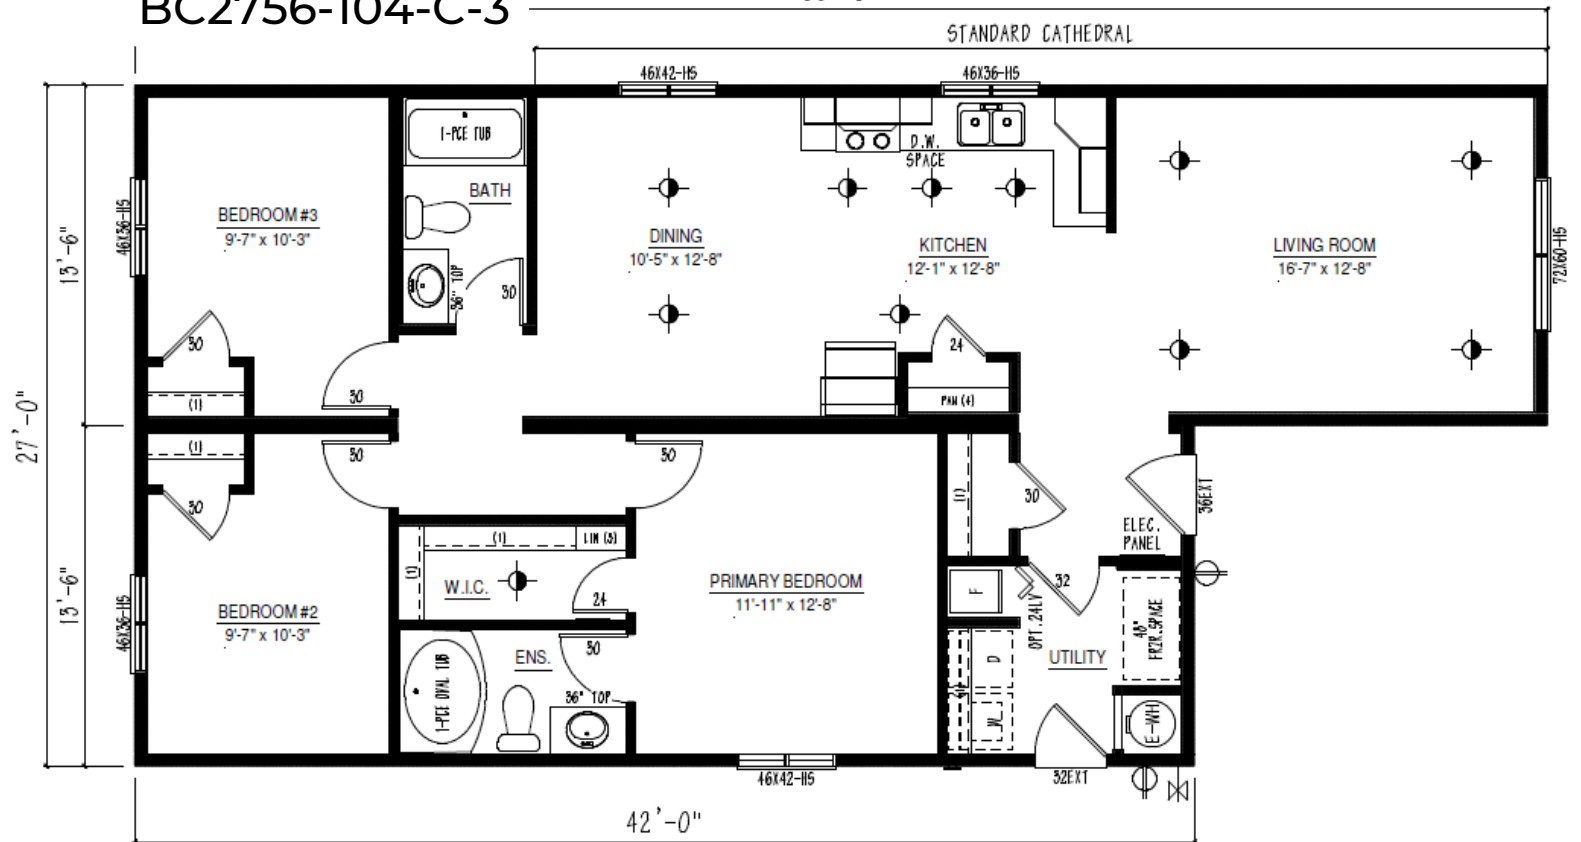 BC2756-104-C-3
STANDARD CATHEDRAL
46X42-HS
46X36-HS
1-PCE TUB
D.W.
SPACE
BATH
BEDROOM #3
9'-7" x 10'-3"
46X36-HS
13'-6"
DINING
10'-5" x 12'-8"
KITCHEN
12'-1" x 12'-8"
LIVING ROOM
16'-7" x 12'-8"
72X60-HS
36" TOP
30
30
24
30
(1)
PAN (4)
27'-0"
(1)
30
30
30
30
(1)
36EXT
ELEC.
PANEL
(1)
LIN (3)
(1)
W.I.C.
24
PRIMARY BEDROOM
11'-11" x 12'-8"
F
32
OPT. 24LV
48"
FRZR.SPACE
13'-6"
46X36-HS
BEDROOM #2
9'-7" x 10'-3"
ENS.
30
1-PCE OVAL TUB
36" TOP
D
UTILITY
W
E-WH
46X42-HS
32EXT
42'-0"